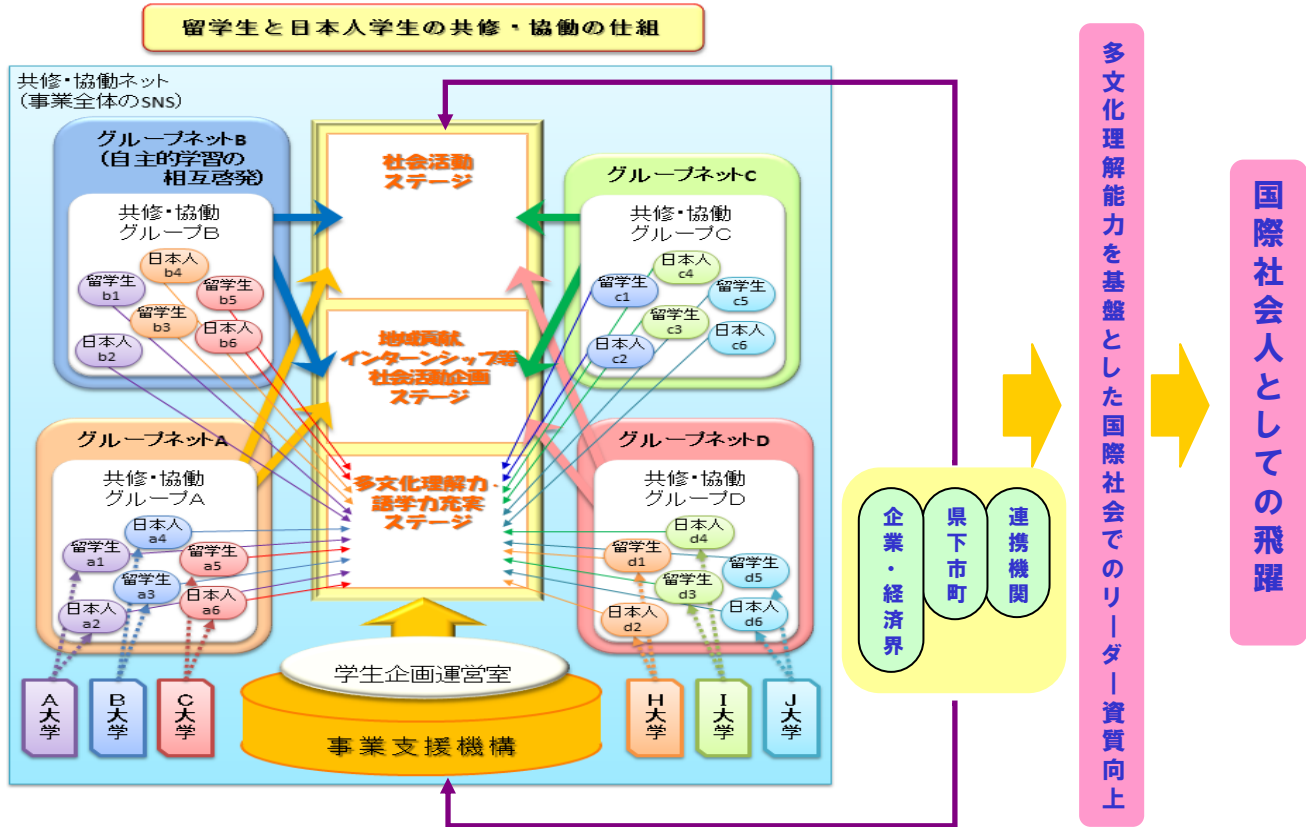 留学生と日本人学生の共修・協働の仕組
共修・協働ネット
(事業全体のSNS)
グループネットB
(自主的学習の
相互啓発)
共修・協働
グループB
日本人
b4
留学生
b1
留学生
b5
留学生
b3
日本人
b6
日本人
b2
社会活動
ステージ
地域貢献
インターンシップ等
社会活動企画
ステージ
多文化理解力・
語学力充実
ステージ
グループネットC
共修・協働
グループC
日本人
c4
留学生
c1
留学生
c5
留学生
c3
日本人
c6
日本人
c2
グループネットA
共修・協働
グループA
日本人
a4
留学生
a1
留学生
a5
留学生
a3
日本人
a6
日本人
a2
グループネットD
共修・協働
グループD
日本人
d4
留学生
d1
留学生
d5
留学生
d3
日本人
d6
日本人
d2
A大学
B大学
C大学
学生企画運営室
事業支援機構
H大学
I大学
J大学
企業・経済界
県下市町
連携機関
多文化理解能力を基盤とした国際社会でのリーダー資質向上
国際社会人としての飛躍